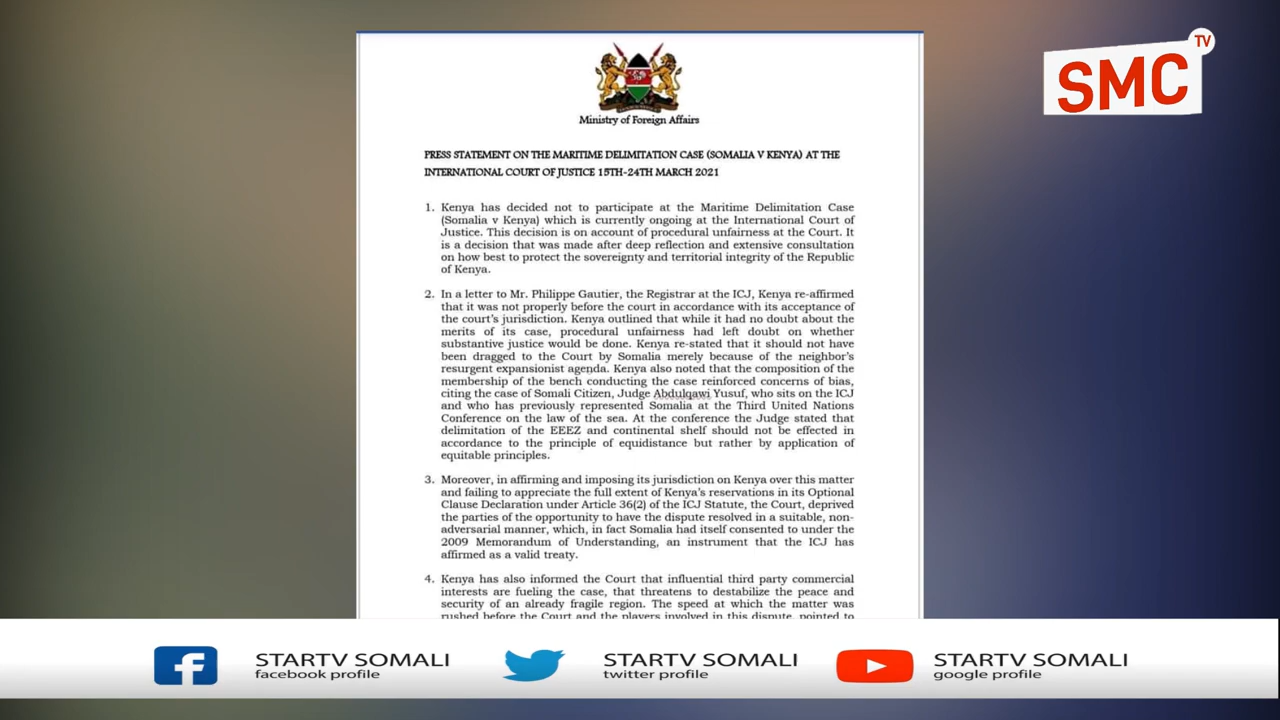 SMC TV
Ministry of Foreign Affairs
PRESS STATEMENT ON THE MARITIME DELIMITATION CASE (SOMALIA V KENYA) AT THE
INTERNATIONAL COURT OF JUSTICE 15TH-24TH MARCH 2021
1. Kenya has decided not to participate at the Maritime Delimitation Case
(Somalia v Kenya) which is currently ongoing at the International Court of
Justice. This decision is on account of procedural unfairness at the Court. It
is a decision that was made after deep reflection and extensive consultation
on how best to protect the sovereignty and territorial integrity of the Republic
of Kenya.
2. In a letter to Mr. Philippe Gautier, the Registrar at the ICJ, Kenya re-affirmed
that it was not properly before the court in accordance with its acceptance of
the court's jurisdiction. Kenya outlined that while it had no doubt about the
merits of its case, procedural unfairness had left doubt on whether
substantive justice would be done. Kenya re-stated that it should not have
been dragged to the Court by Somalia merely because of the neighbor's
resurgent expansionist agenda. Kenya also noted that the composition of the
membership of the bench conducting the case reinforced concerns of bias,
citing the case of Somali Citizen, Judge Abdulqawi Yusuf, who sits on the ICJ
and who has previously represented Somalia at the Third United Nations
Conference on the law of the sea. At the conference the Judge stated that
delimitation of the EEEZ and continental shelf should not be effected in
accordance to the principle of equidistance but rather by application of
equitable principles.
3. Moreover, in affirming and imposing its jurisdiction on Kenya over this matter
and failing to appreciate the full extent of Kenya's reservations in its Optional
Clause Declaration under Article 36(2) of the ICJ Statute, the Court, deprived
the parties of the opportunity to have the dispute resolved in a suitable, non-
adversarial manner, which, in fact Somalia had itself consented to under the
2009 Memorandum of Understanding, an instrument that the ICJ has
affirmed as a valid treaty.
4. Kenya has also informed the Court that influential third party commercial
interests are fueling the case, that threatens to destabilize the peace and
security of an already fragile region. The speed at which the matter was
rushed before the Court and the players involved in this dispute, pointed to
STARTV SOMALI
facebook profile
STARTV SOMALI
twitter profile
STARTV SOMALI
google profile